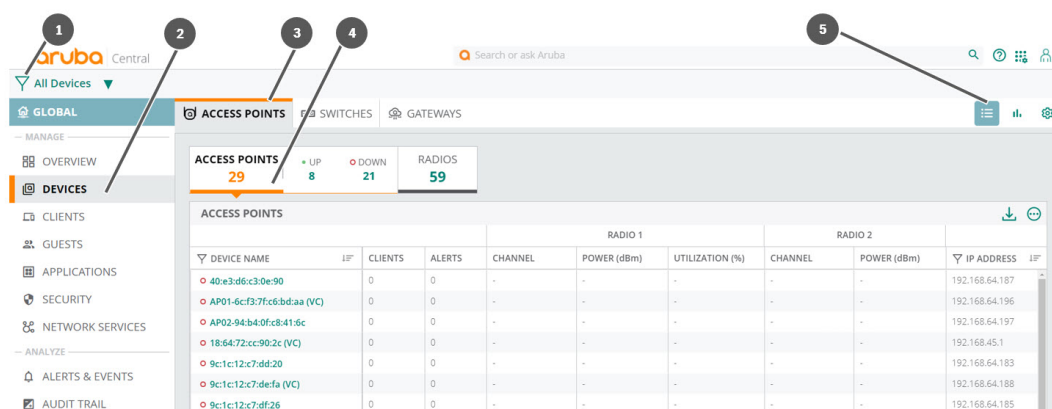 1
2
3
4
5
aruba Central
Search or ask Aruba
All Devices
GLOBAL
ACCESS POINTS
SWITCHES
GATEWAYS
MANAGE
OVERVIEW
DEVICES
CLIENTS
GUESTS
APPLICATIONS
SECURITY
NETWORK SERVICES
ANALYZE
ALERTS & EVENTS
AUDIT TRAIL
ACCESS POINTS UP DOWN RADIOS
29 8 21 59
ACCESS POINTS
RADIO 1 RADIO 2
DEVICE NAME CLIENTS ALERTS CHANNEL POWER (dBm) UTILIZATION (%) CHANNEL POWER (dBm) IP ADDRESS
40:e3:d6:c3:0e:90 0 0 - - - - - 192.168.64.187
AP01-6c:f3:7f:c6:bd:aa (VC) 0 0 - - - - - 192.168.64.196
AP02-94:b4:0f:c8:41:6c 0 0 - - - - - 192.168.64.197
18:64:72:cc:90:2c (VC) 0 0 - - - - - 192.168.45.1
9c:1c:12:c7:dd:20 0 0 - - - - - 192.168.64.183
9c:1c:12:c7:de:fa (VC) 0 0 - - - - - 192.168.64.188
9c:1c:12:c7:df:26 0 0 - - - - - 192.168.64.185